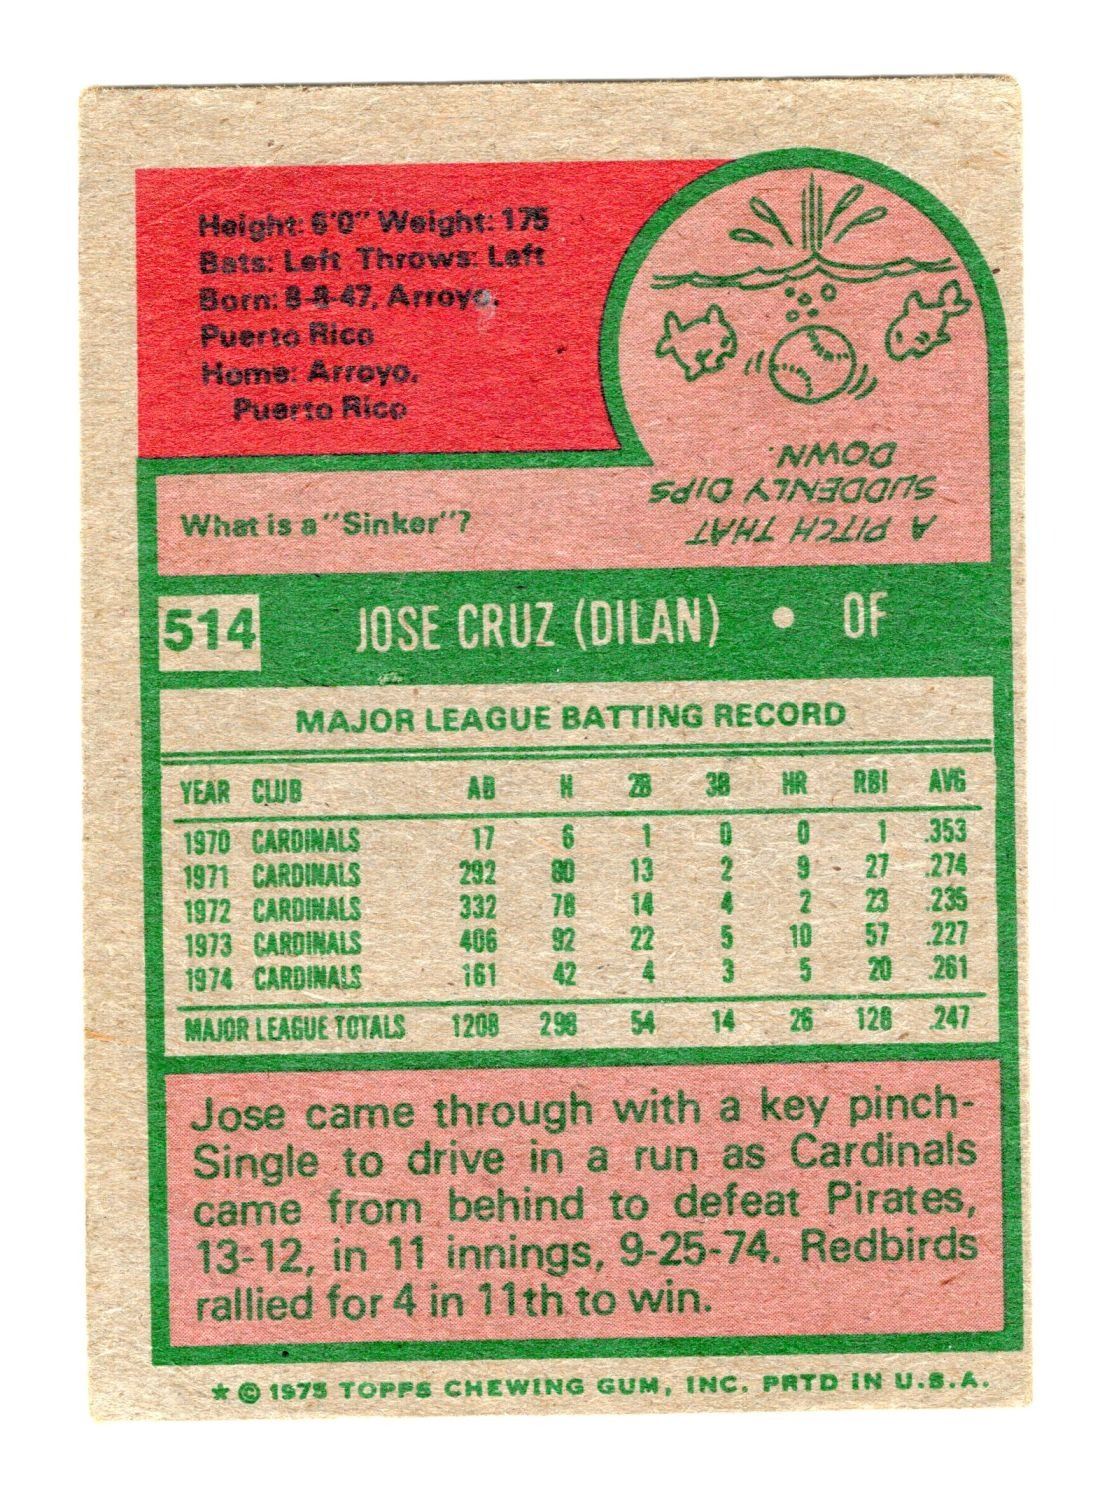 Height: 6'0" Weight: 175
Bats: Left Throws: Left
Born: 8-8-47, Arroyo,
Puerto Rico
Home: Arroyo,
Puerto Rico
What is a "Sinker"?
A PITCH THAT
SUDDENLY DIPS
DOWN.
514 JOSE CRUZ (DILAN) • OF
MAJOR LEAGUE BATTING RECORD
YEAR CLUB AB H 2B 3B HR RBI AVG
1970 CARDINALS 17 6 1 0 0 1 .353
1971 CARDINALS 292 80 13 2 9 27 .274
1972 CARDINALS 332 78 14 4 2 23 .235
1973 CARDINALS 406 92 22 5 10 57 .227
1974 CARDINALS 161 42 4 3 5 20 .261
MAJOR LEAGUE TOTALS 1208 298 54 14 26 128 .247
Jose came through with a key pinch-
Single to drive in a run as Cardinals
came from behind to defeat Pirates,
13-12, in 11 innings, 9-25-74. Redbirds
rallied for 4 in 11th to win.
★ © 1975 TOPPS CHEWING GUM, INC. PRTD IN U.S.A.